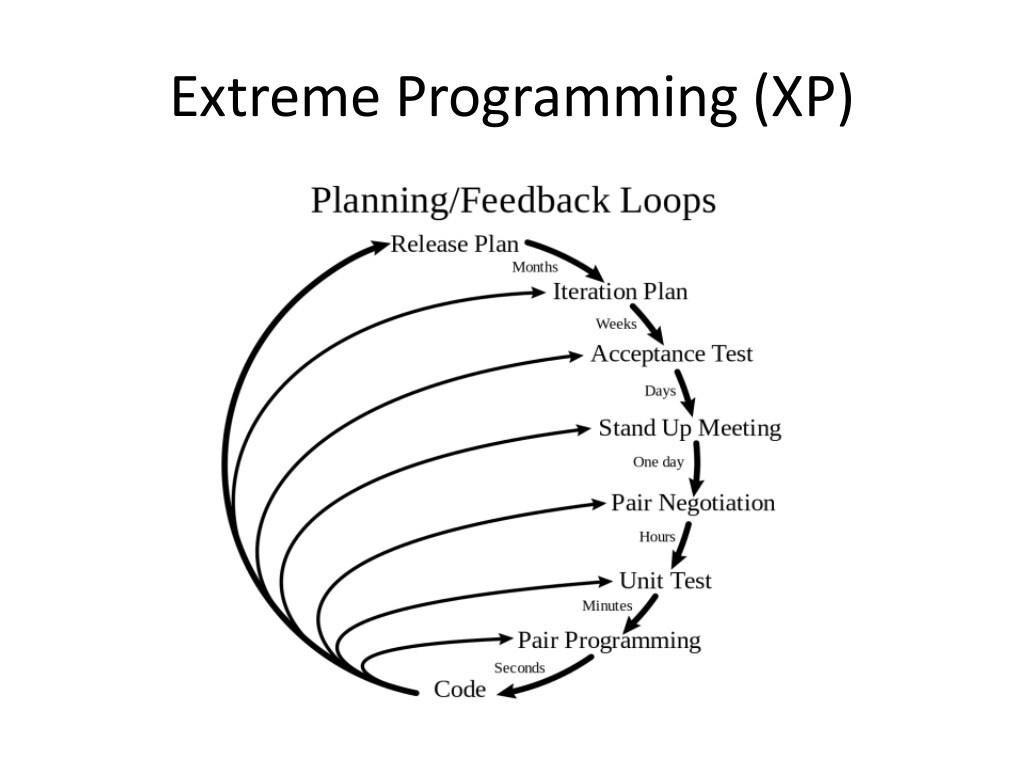 Extreme Programming (XP)
Planning/Feedback Loops
Release Plan
Months
Iteration Plan
Weeks
Acceptance Test
Days
Stand Up Meeting
One day
Pair Negotiation
Hours
Unit Test
Minutes
Pair Programming
Seconds
Code